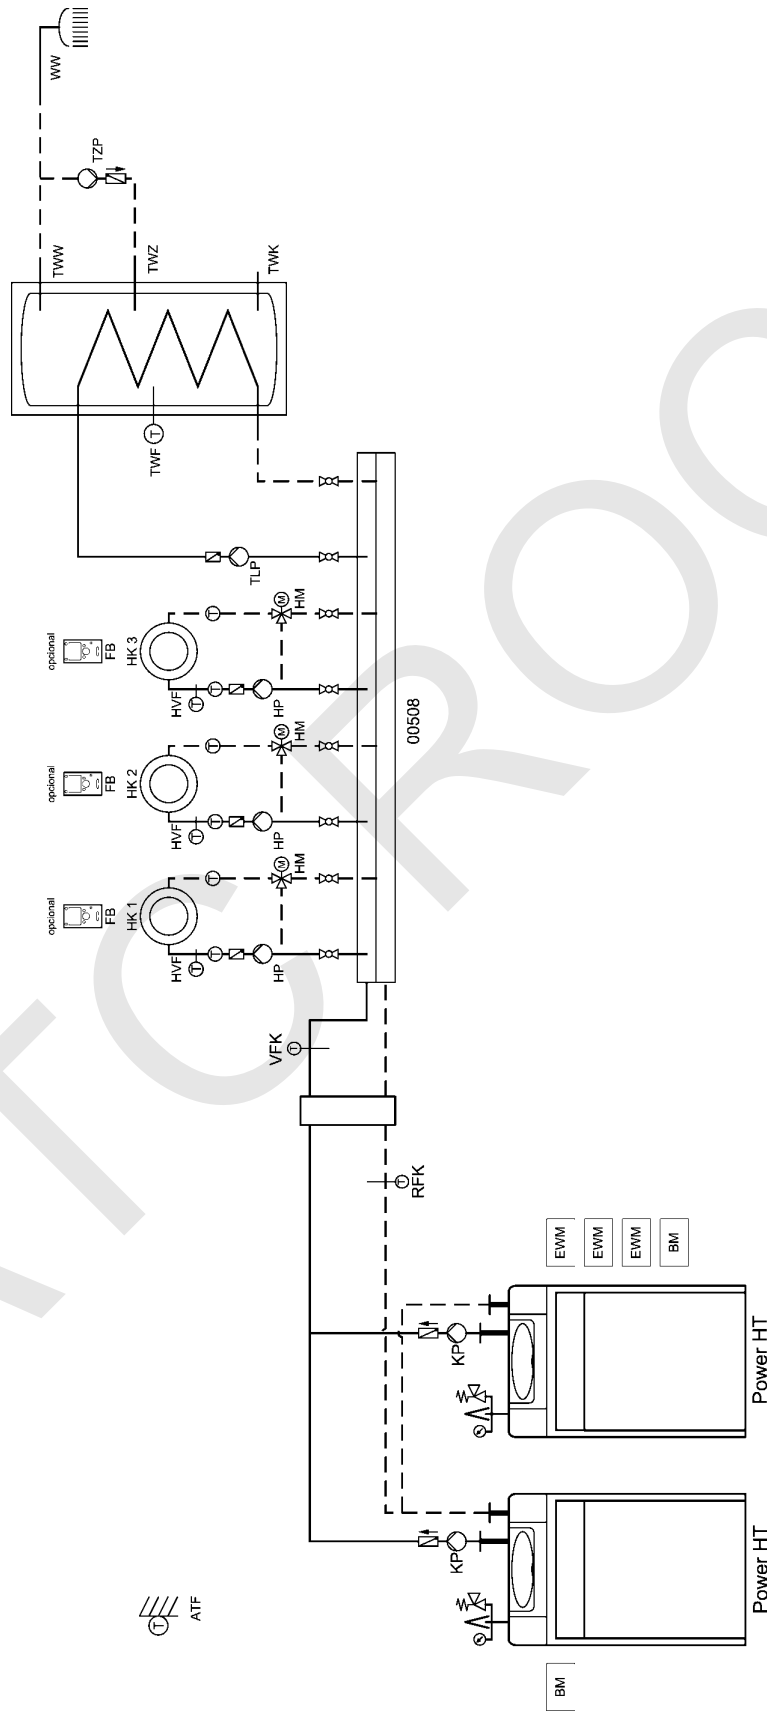 WW
TZP
TWW
TWZ
TWK
T
TWF
TLP
opcional
FB
HK 3
T
M
HM
HVF
T
T
HP
opcional
FB
HK 2
T
M
HM
HVF
T
T
HP
opcional
FB
HK 1
T
M
HM
HVF
T
T
HP
00508
VFK
T
T
RFK
EWM
EWM
EWM
BM
KP
Power HT
KP
Power HT
T
ATF
BM
ATC ROC